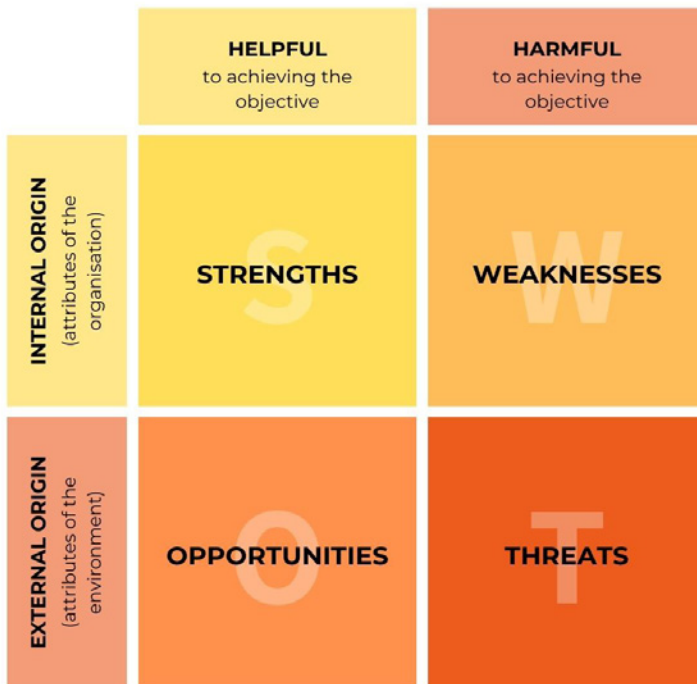 HELPFUL
to achieving the
objective
HARMFUL
to achieving the
objective
INTERNAL ORIGIN
(attributes of the
organisation)
S
STRENGTHS
W
WEAKNESSES
EXTERNAL ORIGIN
(attributes of the
environment)
O
OPPORTUNITIES
T
THREATS